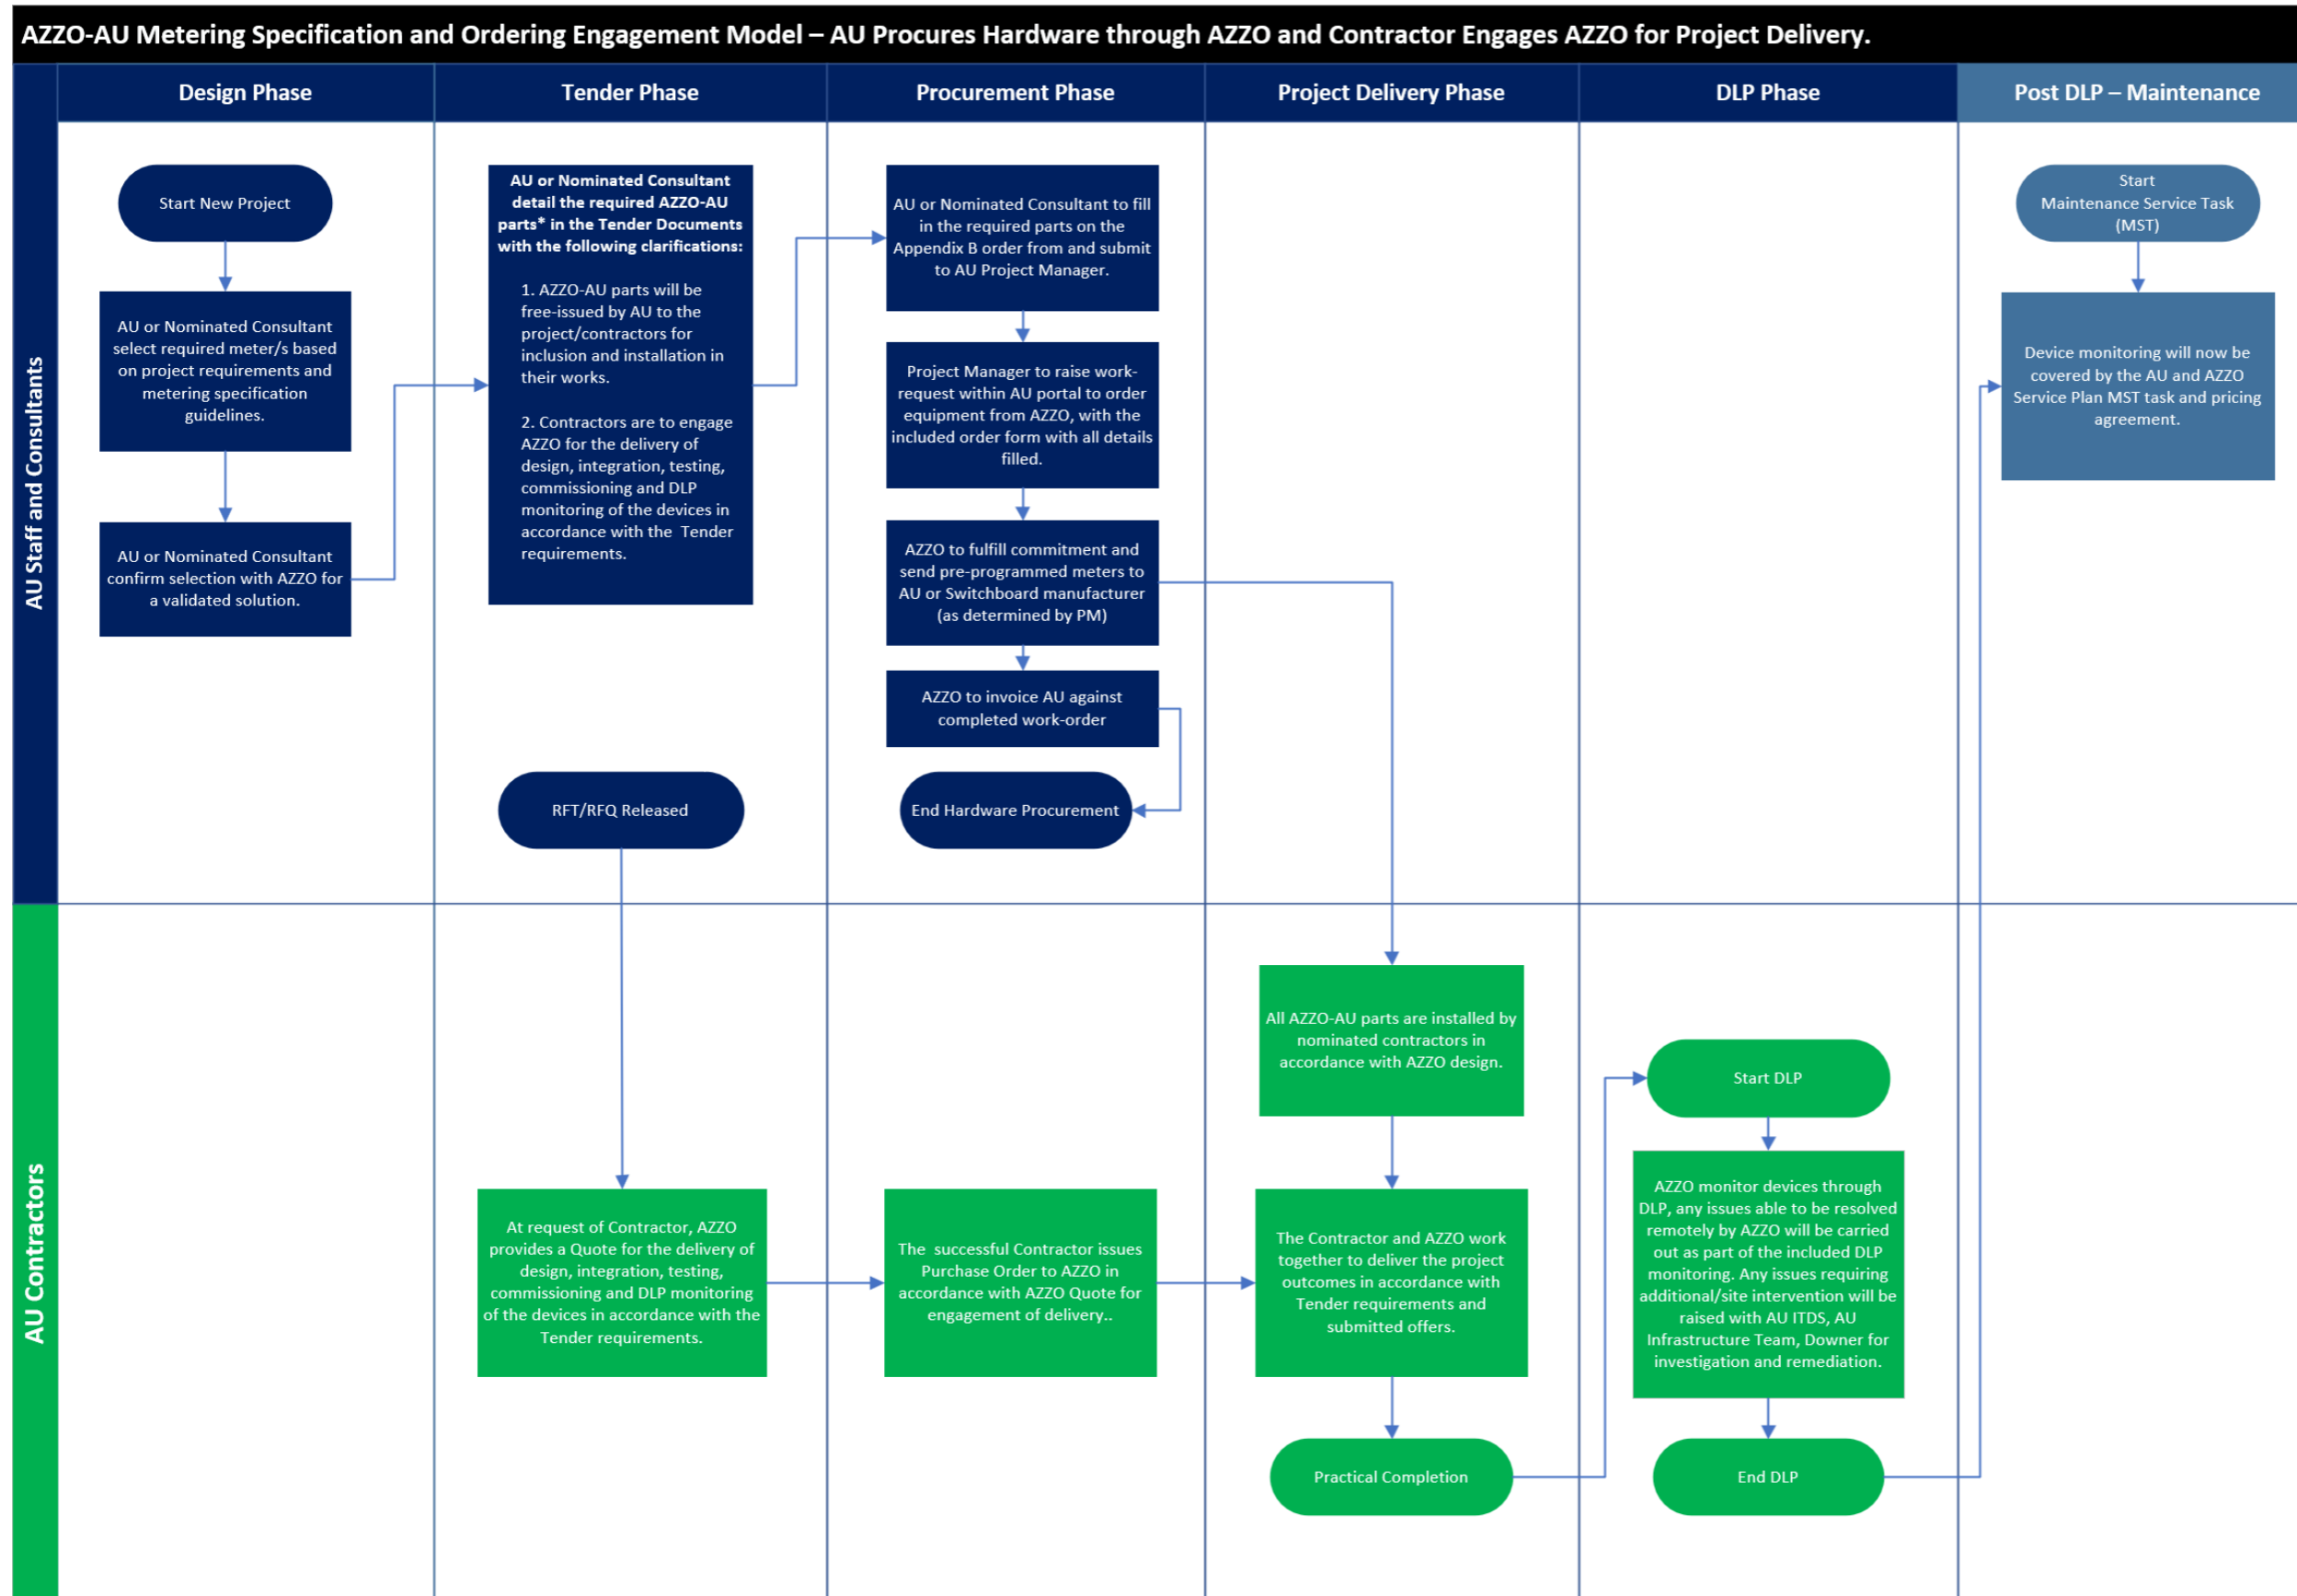 AZZO-AU Metering Specification and Ordering Engagement Model – AU Procures Hardware through AZZO and Contractor Engages AZZO for Project Delivery.
Design Phase
Tender Phase
Procurement Phase
Project Delivery Phase
DLP Phase
Post DLP – Maintenance
AU Staff and Consultants
Start New Project
AU or Nominated Consultant
select required meter/s based
on project requirements and
metering specification
guidelines.
AU or Nominated Consultant
confirm selection with AZZO for
a validated solution.
AU or Nominated Consultant
detail the required AZZO-AU
parts* in the Tender Documents
with the following clarifications:
1. AZZO-AU parts will be
free-issued by AU to the
project/contractors for
inclusion and installation in
their works.
2. Contractors are to engage
AZZO for the delivery of
design, integration, testing,
commissioning and DLP
monitoring of the devices in
accordance with the Tender
requirements.
RFT/RFQ Released
AU or Nominated Consultant to fill
in the required parts on the
Appendix B order from and submit
to AU Project Manager.
Project Manager to raise work-
request within AU portal to order
equipment from AZZO, with the
included order form with all details
filled.
AZZO to fulfill commitment and
send pre-programmed meters to
AU or Switchboard manufacturer
(as determined by PM)
AZZO to invoice AU against
completed work-order
End Hardware Procurement
Start
Maintenance Service Task
(MST)
Device monitoring will now be
covered by the AU and AZZO
Service Plan MST task and pricing
agreement.
AU Contractors
At request of Contractor, AZZO
provides a Quote for the delivery of
design, integration, testing,
commissioning and DLP monitoring
of the devices in accordance with the
Tender requirements.
The successful Contractor issues
Purchase Order to AZZO in
accordance with AZZO Quote for
engagement of delivery..
All AZZO-AU parts are installed by
nominated contractors in
accordance with AZZO design.
The Contractor and AZZO work
together to deliver the project
outcomes in accordance with
Tender requirements and
submitted offers.
Practical Completion
Start DLP
AZZO monitor devices through
DLP, any issues able to be resolved
remotely by AZZO will be carried
out as part of the included DLP
monitoring. Any issues requiring
additional/site intervention will be
raised with AU ITDS, AU
Infrastructure Team, Downer for
investigation and remediation.
End DLP